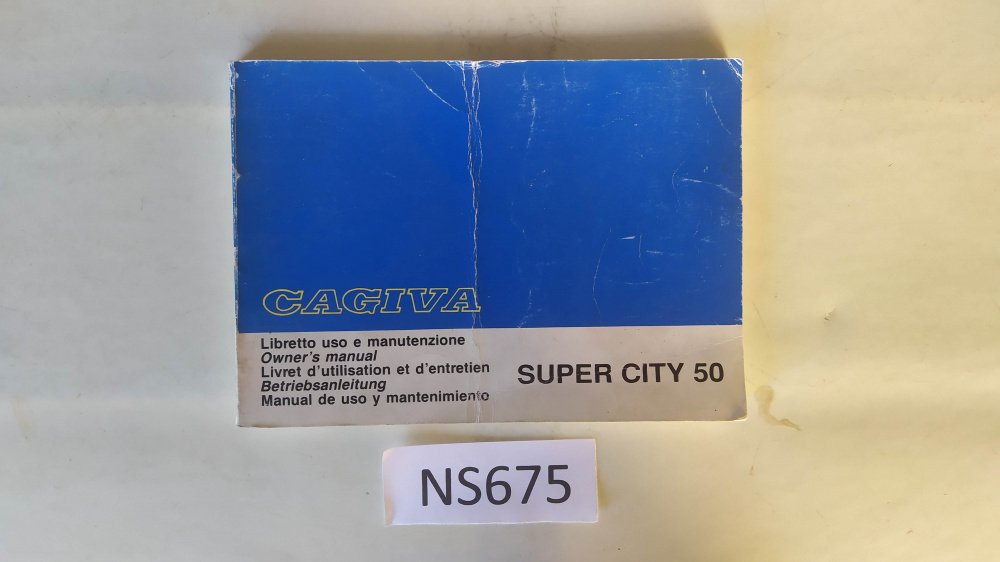 CAGIVA
Libretto uso e manutenzione
Owner's manual
Livret d'utilisation et d'entretien
Betriebsanleitung
Manual de uso y mantenimiento
SUPER CITY 50
NS675